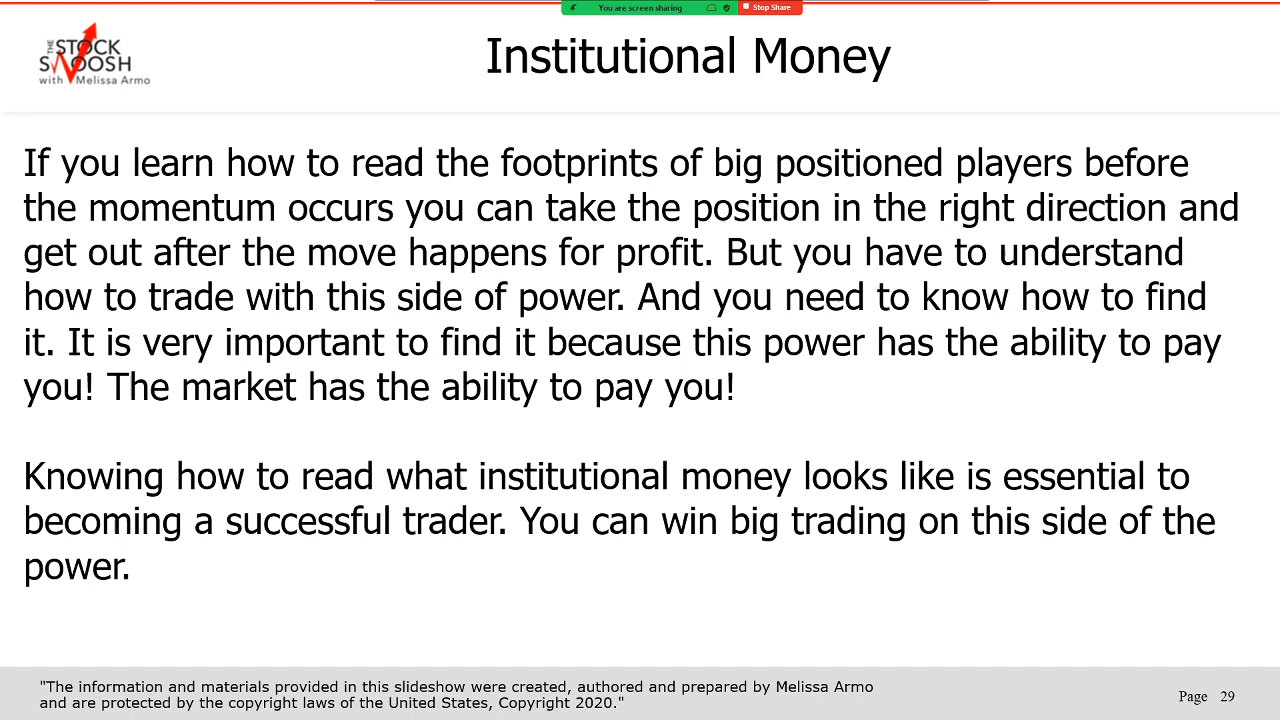 You are screen sharing Stop Share
THE
STOCK
SWOOSH
with Melissa Armo
Institutional Money
If you learn how to read the footprints of big positioned players before
the momentum occurs you can take the position in the right direction and
get out after the move happens for profit. But you have to understand
how to trade with this side of power. And you need to know how to find
it. It is very important to find it because this power has the ability to pay
you! The market has the ability to pay you!
Knowing how to read what institutional money looks like is essential to
becoming a successful trader. You can win big trading on this side of the
power.
"The information and materials provided in this slideshow were created, authored and prepared by Melissa Armo
and are protected by the copyright laws of the United States, Copyright 2020."
Page 29